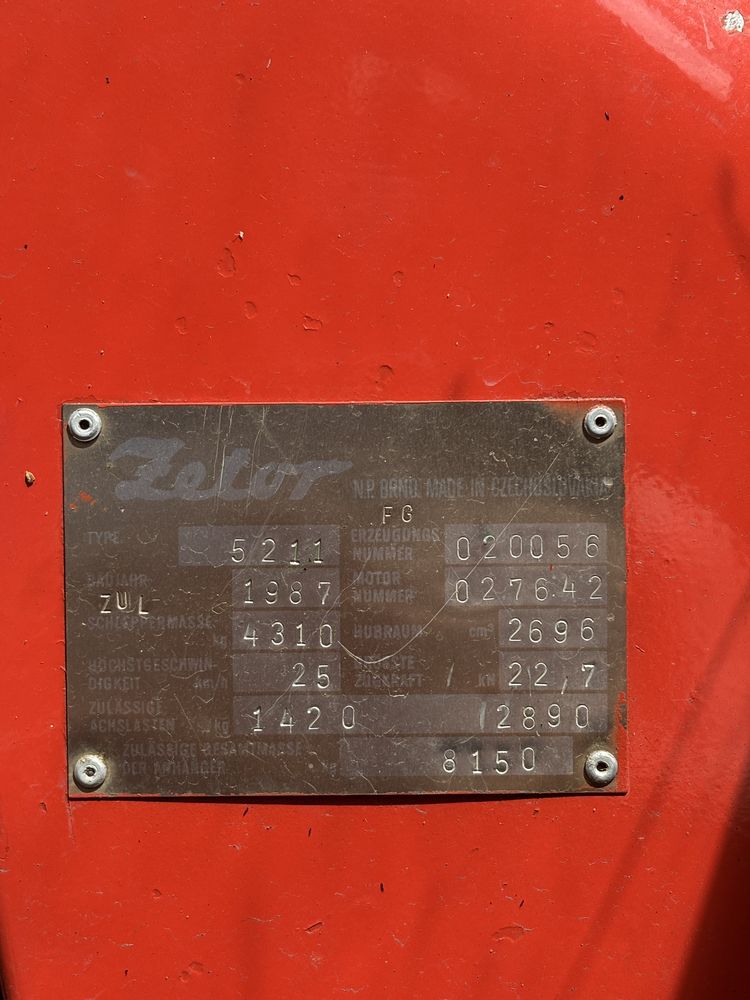 Zetor N.P. BRNO, MADE IN CZECHOSLOVAKIA
FG
TYPE 5211 ERZEUGUNGS NUMMER 020056
BAUJAHR 1987 MOTOR NUMMER 027642
ZUL
SCHLEPPERMASSE kg 4310 HUBRAUM cm³ 2696
HÖCHSTGESCHWIN DIGKEIT km/h 25 GRÖSSTE ZUGKRAFT kN 22,7
ZULÄSSIGE ACHSLASTEN kg 1420 / 2890
ZULÄSSIGE GESAMTMASSE DER ANHÄNGER kg 8150